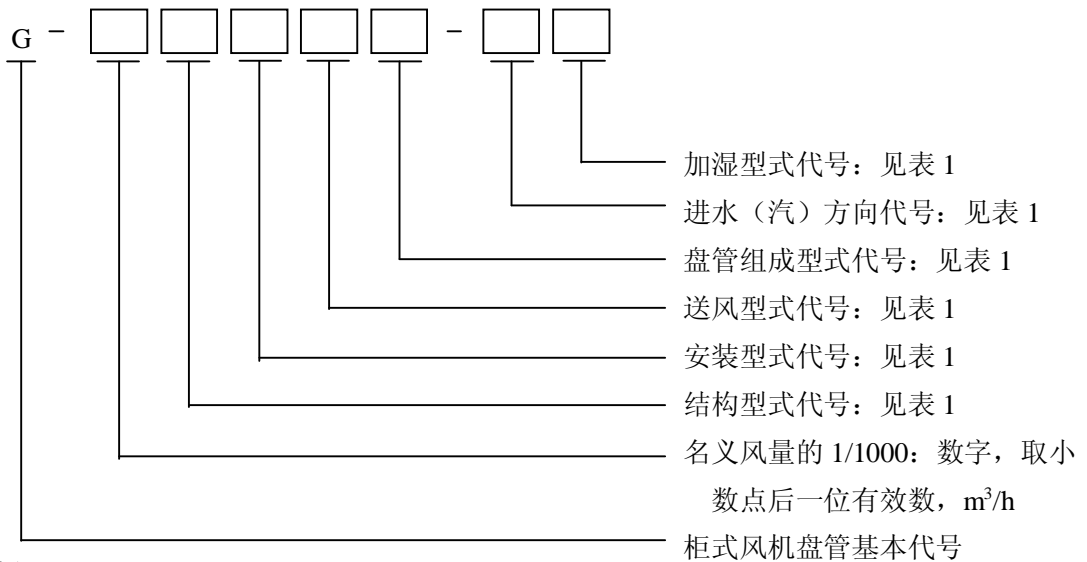 G - □ □ □ □ □ - □ □
加湿型式代号：见表 1
进水（汽）方向代号：见表 1
盘管组成型式代号：见表 1
送风型式代号：见表 1
安装型式代号：见表 1
结构型式代号：见表 1
名义风量的 1/1000：数字，取小
数点后一位有效数，m³/h
柜式风机盘管基本代号